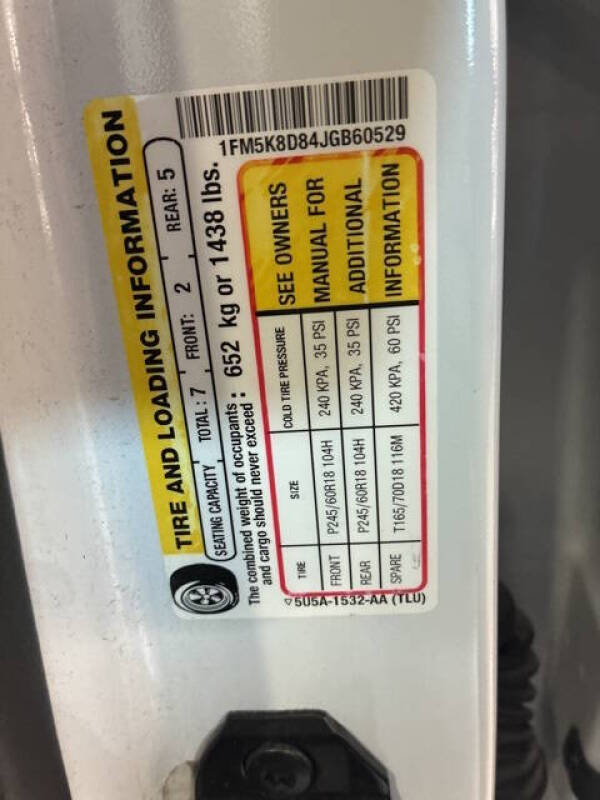 1FM5K8D84JGB60529
TIRE AND LOADING INFORMATION
SEATING CAPACITY TOTAL: 7 FRONT: 2 REAR: 5
The combined weight of occupants
and cargo should never exceed : 652 kg or 1438 lbs.
TIRE SIZE COLD TIRE PRESSURE SEE OWNERS
FRONT P245/60R18 104H 240 KPA, 35 PSI MANUAL FOR
REAR P245/60R18 104H 240 KPA, 35 PSI ADDITIONAL
SPARE T165/70D18 116M 420 KPA, 60 PSI INFORMATION
5U5A-1532-AA (TLU)